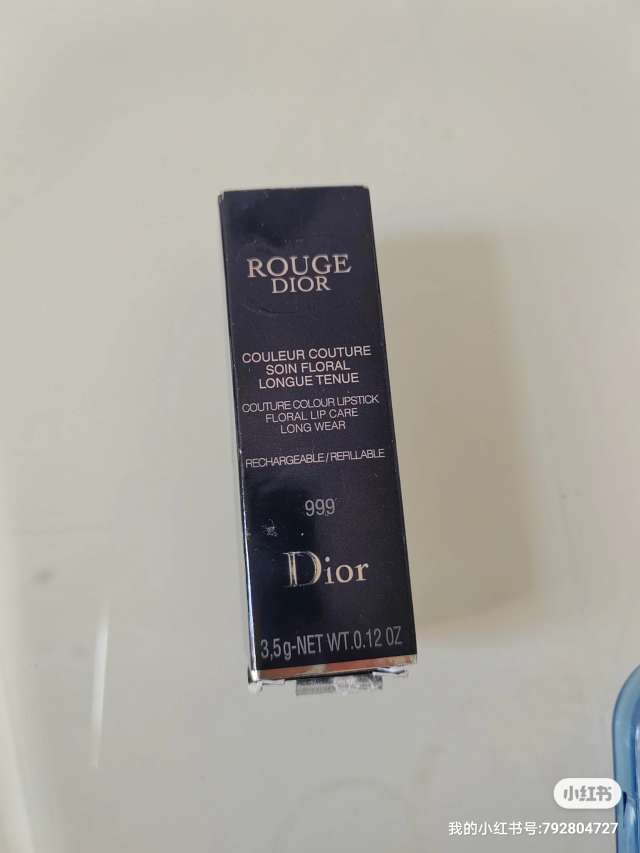 ROUGE
DIOR
COULEUR COUTURE
SOIN FLORAL
LONGUE TENUE
COUTURE COLOUR LIPSTICK
FLORAL LIP CARE
LONG WEAR
RECHARGEABLE/REFILLABLE
999
Dior
3,5g-NET WT.0.12 OZ
小红书
我的小红书号:792804727